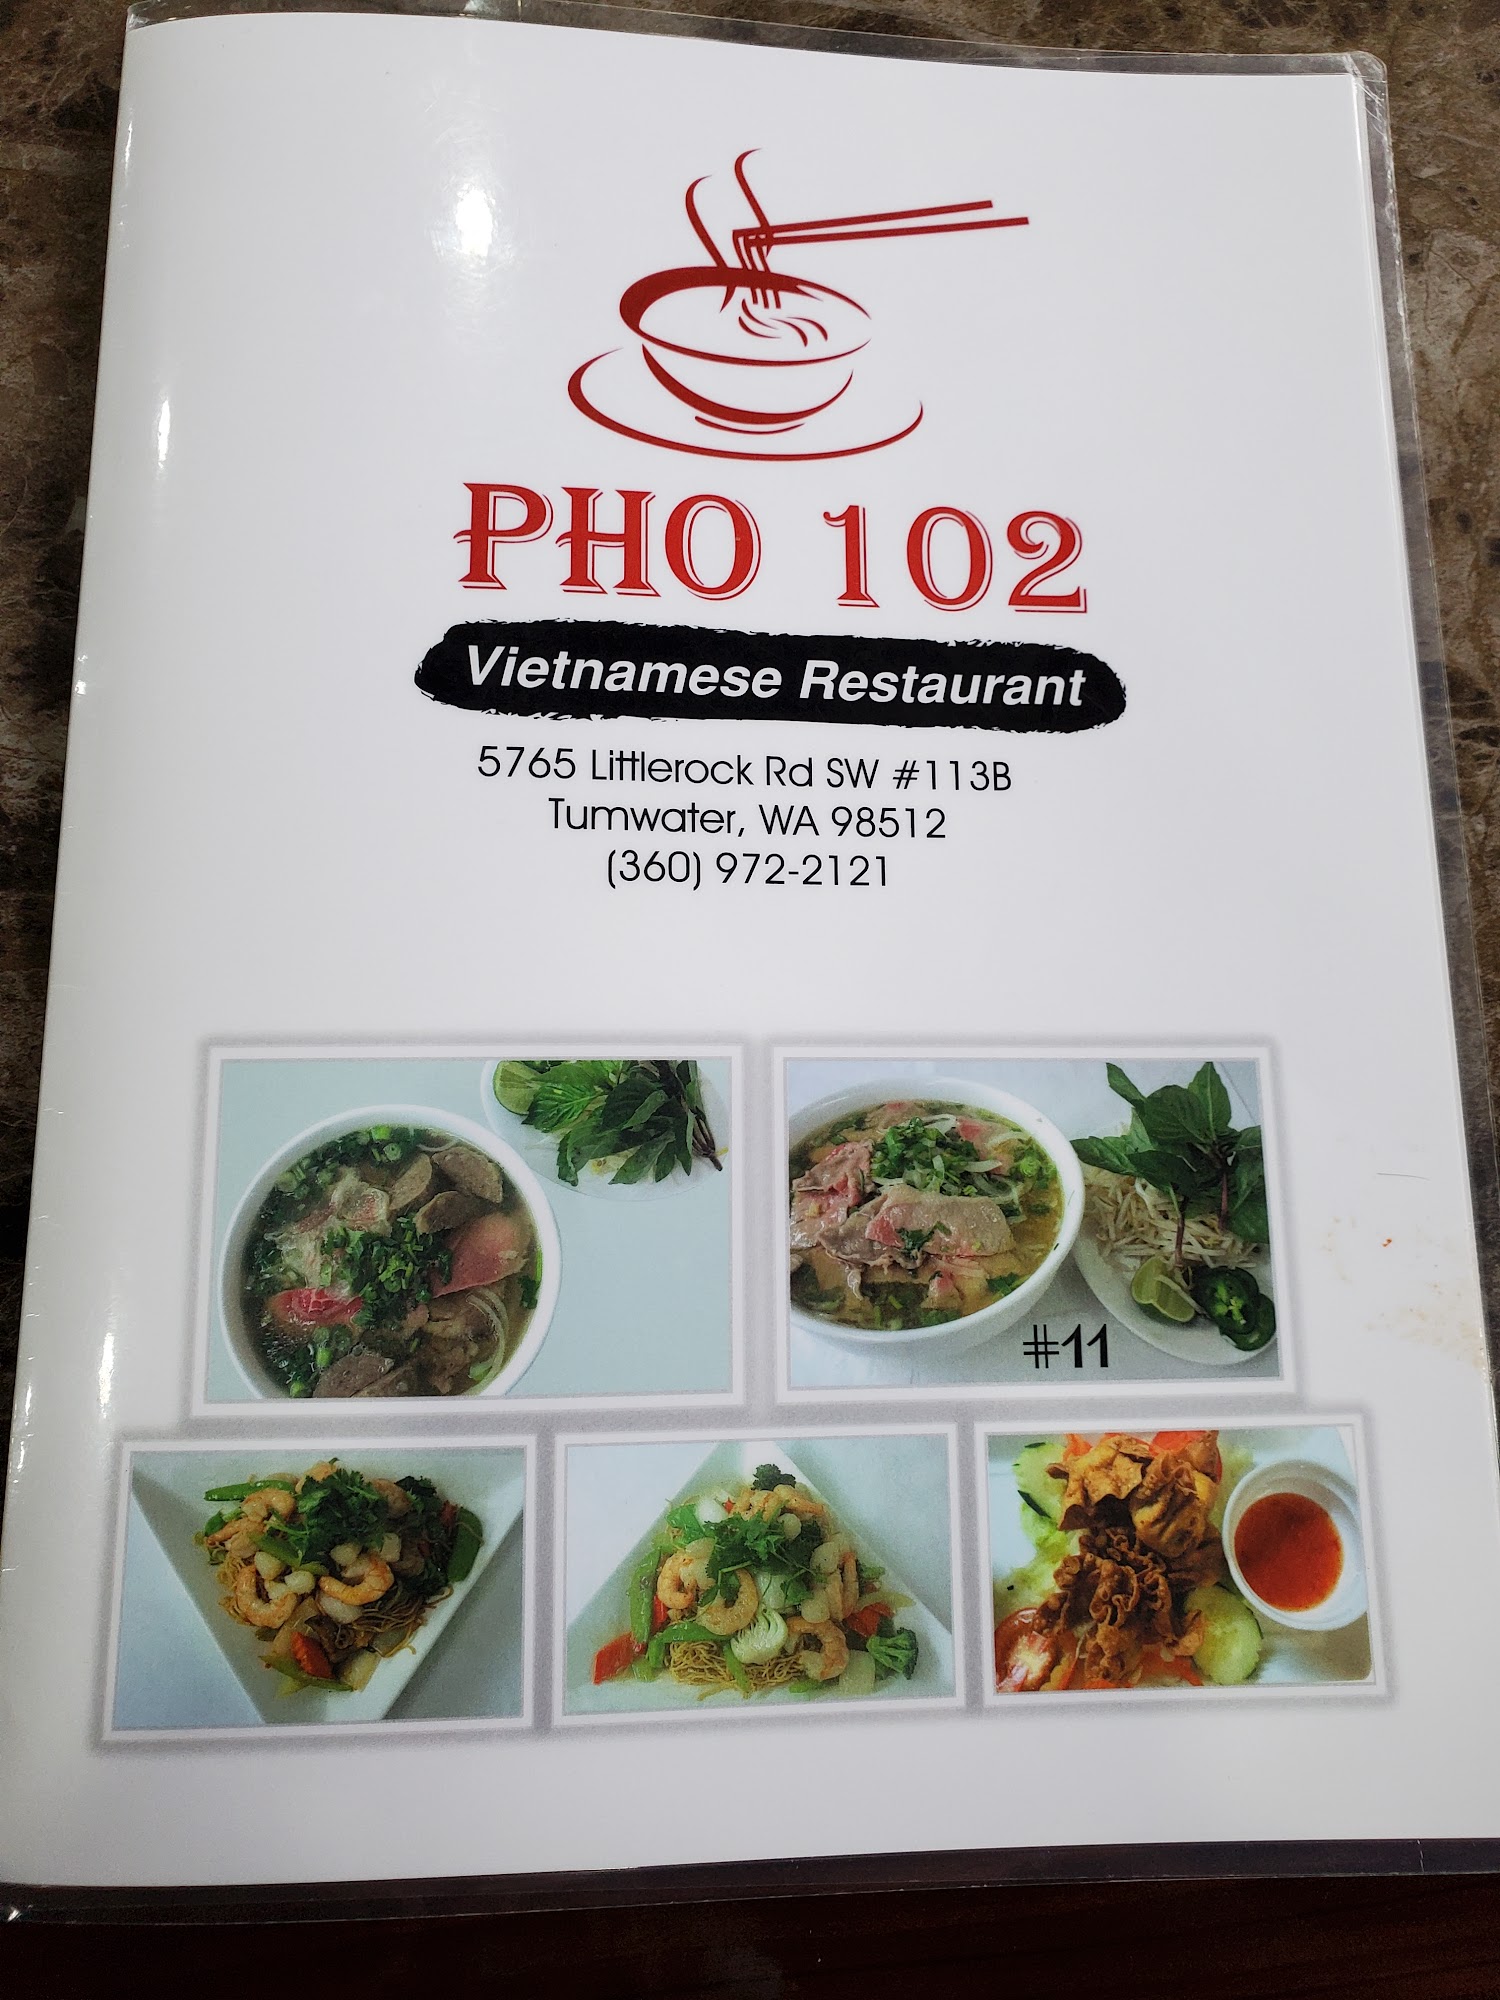 PHO 102
Vietnamese Restaurant
5765 Littlerock Rd SW #113B
Tumwater, WA 98512
(360) 972-2121
#11